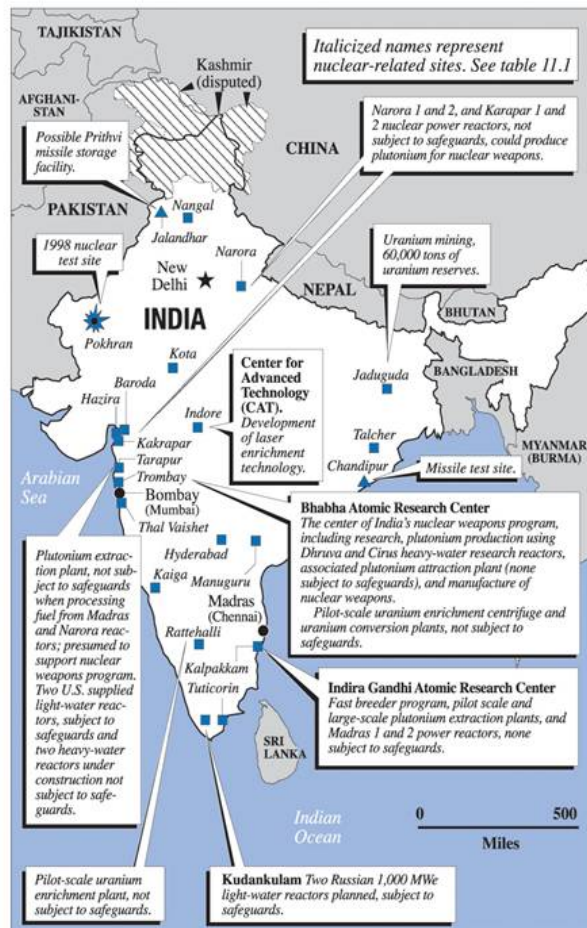 TAJIKISTAN
Kashmir
(disputed)
Italicized names represent
nuclear-related sites. See table 11.1
AFGHANI-
STAN
Possible Prithvi
missile storage
facility.
Narora 1 and 2, and Karapar 1 and
2 nuclear power reactors, not
subject to safeguards, could produce
plutonium for nuclear weapons.
CHINA
PAKISTAN
Nangal
Jalandhar
1998 nuclear
test site
Narora
New
Delhi
Uranium mining,
60,000 tons of
uranium reserves.
NEPAL
INDIA
BHUTAN
Pokhran
Kota
Center for
Advanced
Technology
(CAT).
Development of
laser
enrichment
technology.
Jaduguda
BANGLADESH
Baroda
Hazira
Indore
Talcher
Kakrapar
MYANMAR
(BURMA)
Tarapur
Chandipur
Missile test site.
Arabian
Sea
Trombay
Bombay
(Mumbai)
Thal Vaishet
Bhabha Atomic Research Center
The center of India's nuclear weapons program,
including research, plutonium production using
Dhruva and Cirus heavy-water research reactors,
associated plutonium attraction plant (none
subject to safeguards), and manufacture of
nuclear weapons.
Pilot-scale uranium enrichment centrifuge and
uranium conversion plants, not subject to
safeguards.
Plutonium extrac-
tion plant, not sub-
ject to safeguards
when processing
fuel from Madras
and Narora reac-
tors; presumed to
support nuclear
weapons program.
Two U.S. supplied
light-water reac-
tors, subject to
safeguards and
two heavy-water
reactors under
construction not
subject to safe-
guards.
Hyderabad
Manuguru
Kaiga
Madras
(Chennai)
Rattehalli
Kalpakkam
Tuticorin
Indira Gandhi Atomic Research Center
Fast breeder program, pilot scale and
large-scale plutonium extraction plants, and
Madras 1 and 2 power reactors, none
subject to safeguards.
SRI
LANKA
Indian
Ocean
0 500
Miles
Pilot-scale uranium
enrichment plant, not
subject to safeguards.
Kudankulam Two Russian 1,000 MWe
light-water reactors planned, subject to
safeguards.